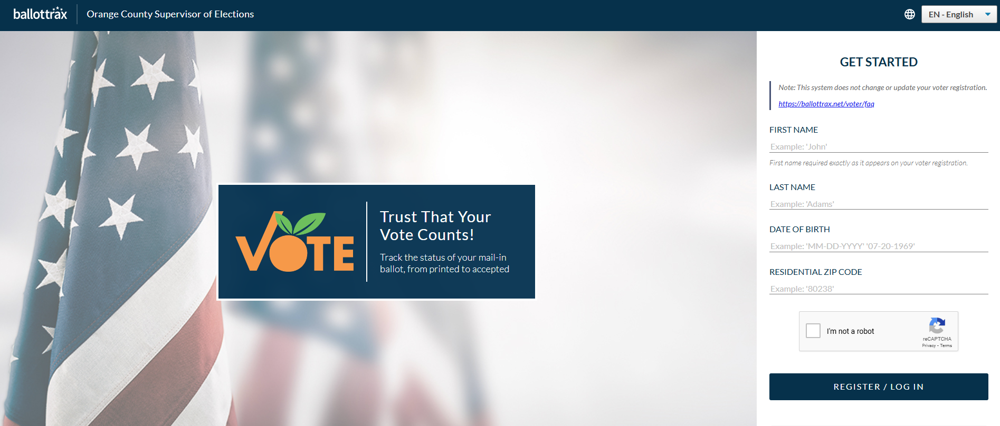 ballottrax
Orange County Supervisor of Elections
EN - English
VOTE
Trust That Your
Vote Counts!
Track the status of your mail-in
ballot, from printed to accepted
GET STARTED
Note: This system does not change or update your voter registration.
https://ballottrax.net/voter/faq
FIRST NAME
Example: 'John'
First name required exactly as it appears on your voter registration.
LAST NAME
Example: 'Adams'
DATE OF BIRTH
Example: 'MM-DD-YYYY' '07-20-1969'
RESIDENTIAL ZIP CODE
Example: '80238'
I'm not a robot
reCAPTCHA
Privacy - Terms
REGISTER / LOG IN